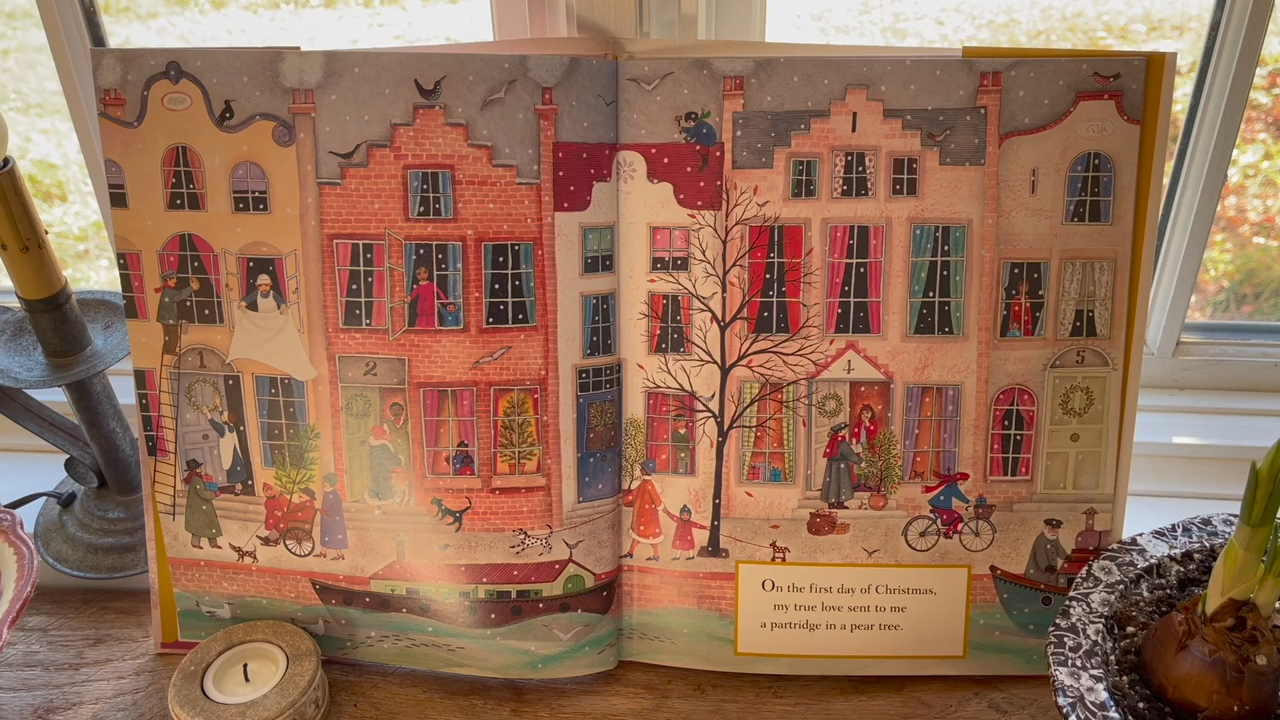 1
2
4
5
On the first day of Christmas,
my true love sent to me
a partridge in a pear tree.